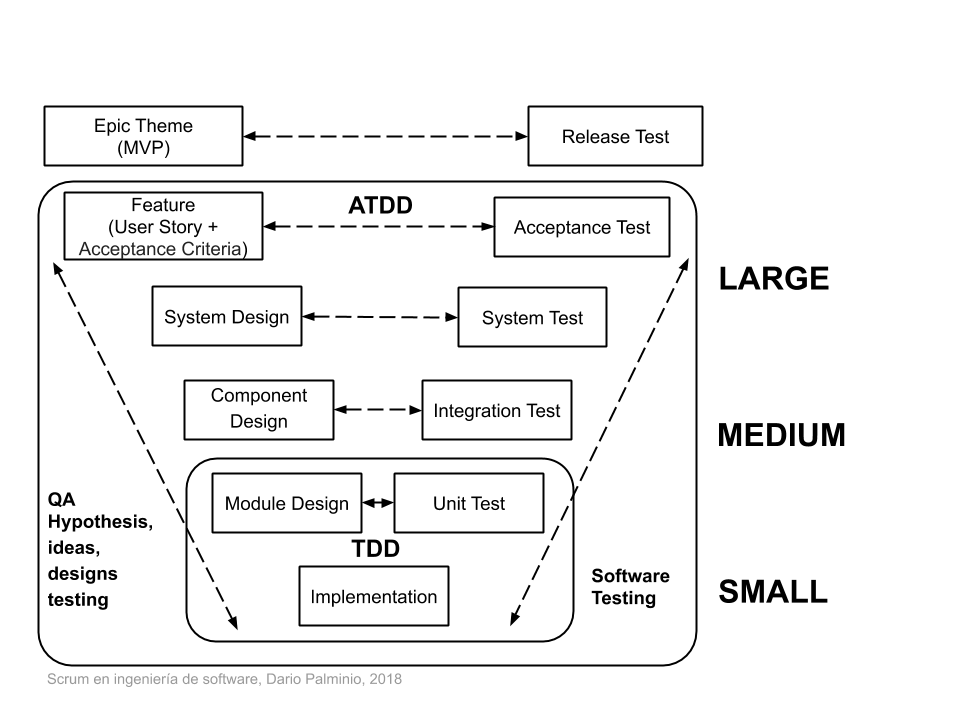 Epic Theme
(MVP)
Release Test
Feature
(User Story +
Acceptance Criteria)
ATDD
Acceptance Test
LARGE
System Design
System Test
Component
Design
Integration Test
MEDIUM
Module Design
Unit Test
TDD
Implementation
QA
Hypothesis,
ideas,
designs
testing
Software
Testing
SMALL
Scrum en ingeniería de software, Dario Palminio, 2018